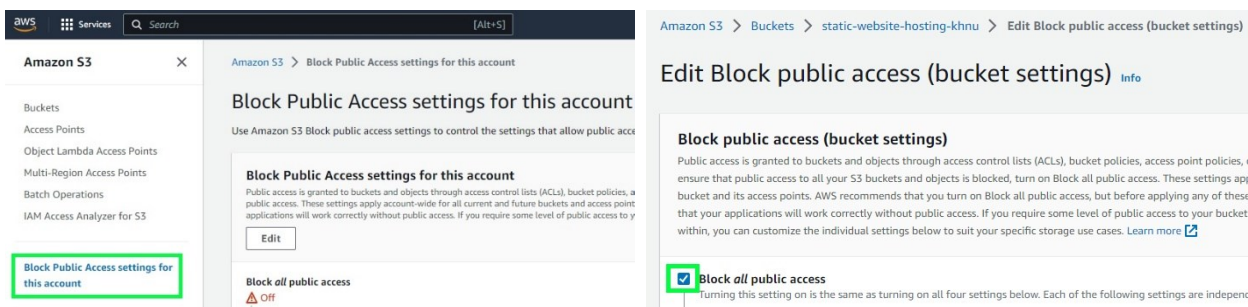 aws
Services
Search
[Alt+S]
Amazon S3
Buckets
Access Points
Object Lambda Access Points
Multi-Region Access Points
Batch Operations
IAM Access Analyzer for S3
Block Public Access settings for
this account
Amazon S3 > Block Public Access settings for this account
Block Public Access settings for this account
Use Amazon S3 Block public access settings to control the settings that allow public acce
Block Public Access settings for this account
Public access is granted to buckets and objects through access control lists (ACLs), bucket policies, a
public access. These settings apply account-wide for all current and future buckets and access point
applications will work correctly without public access. If you require some level of public access to y
Edit
Block all public access
Off
Amazon S3 > Buckets > static-website-hosting-khnu > Edit Block public access (bucket settings)
Edit Block public access (bucket settings) Info
Block public access (bucket settings)
Public access is granted to buckets and objects through access control lists (ACLs), bucket policies, access point policies,
ensure that public access to all your S3 buckets and objects is blocked, turn on Block all public access. These settings app
bucket and its access points. AWS recommends that you turn on Block all public access, but before applying any of these
that your applications will work correctly without public access. If you require some level of public access to your bucket
within, you can customize the individual settings below to suit your specific storage use cases. Learn more
Block all public access
Turning this setting on is the same as turning on all four settings below. Each of the following settings are independ